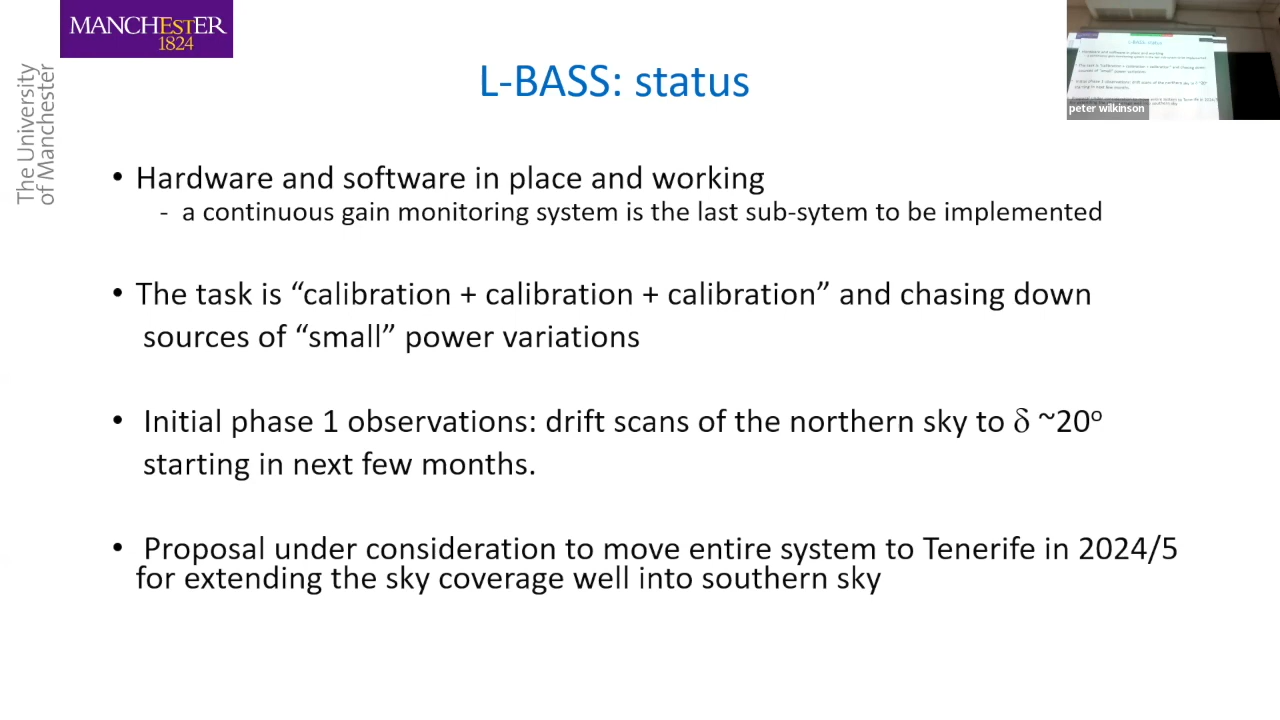 MANCHESTER
1824
The University
of Manchester
L-BASS: status
peter wilkinson
• Hardware and software in place and working
- a continuous gain monitoring system is the last sub-sytem to be implemented
• The task is “calibration + calibration + calibration” and chasing down
sources of “small” power variations
• Initial phase 1 observations: drift scans of the northern sky to δ ~20º
starting in next few months.
• Proposal under consideration to move entire system to Tenerife in 2024/5
for extending the sky coverage well into southern sky